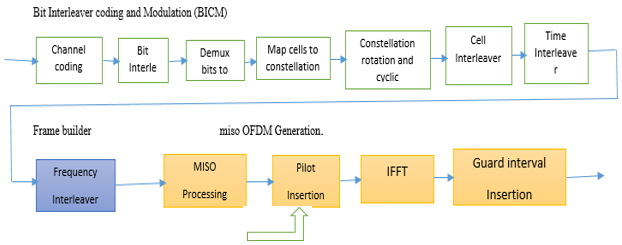 Bit Interleaver coding and Modulation (BICM)
Channel
coding
Bit
Interle
Demux
bits to
Map cells to
constellation
Constellation
rotation and
cyclic
Cell
Interleaver
Time
Interleave
r
Frame builder
miso OFDM Generation.
Frequency
Interleaver
MISO
Processing
Pilot
Insertion
IFFT
Guard interval
Insertion